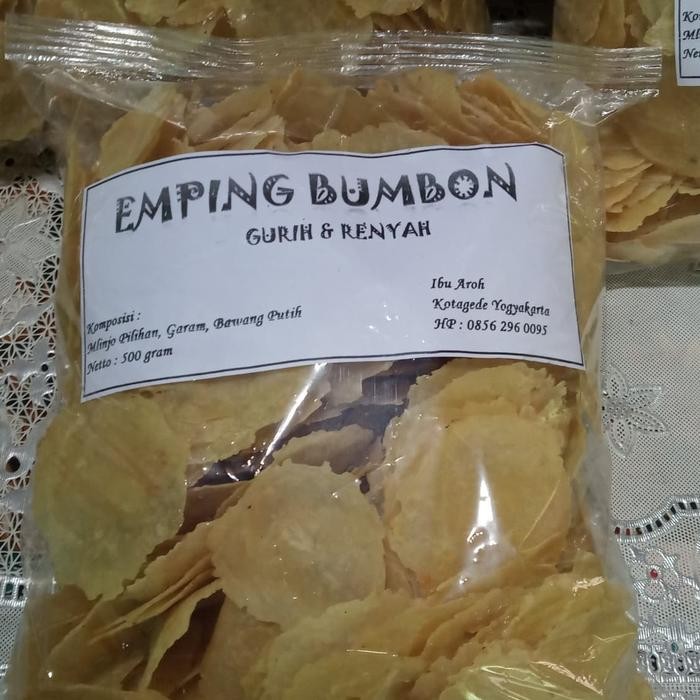 EMPING BUMBON
GURIH & RENYAH
Ibu Aroh
Kotagede Yogyakarta
HP : 0856 296 0095
Komposisi :
Mlinjo Pilihan, Garam, Bawang Putih
Netto : 500 gram